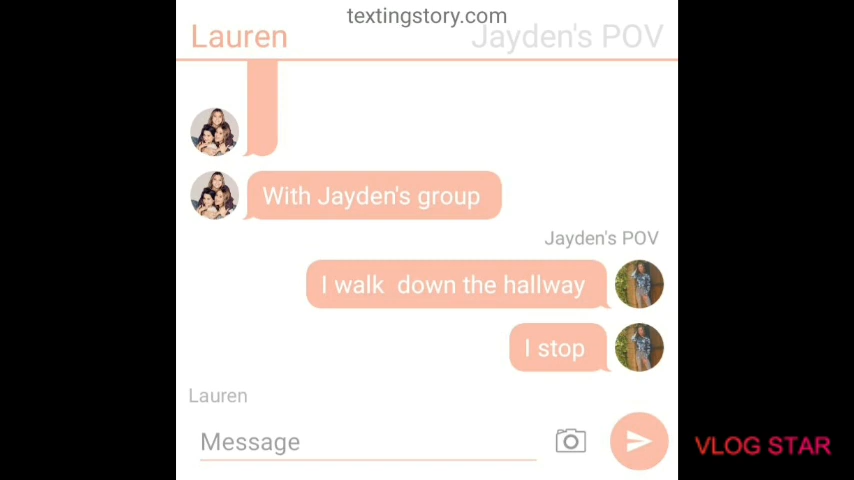 textingstory.com
Lauren
Jayden's POV
With Jayden's group
Jayden's POV
I walk  down the hallway
I stop
Lauren
Message
VLOG STAR